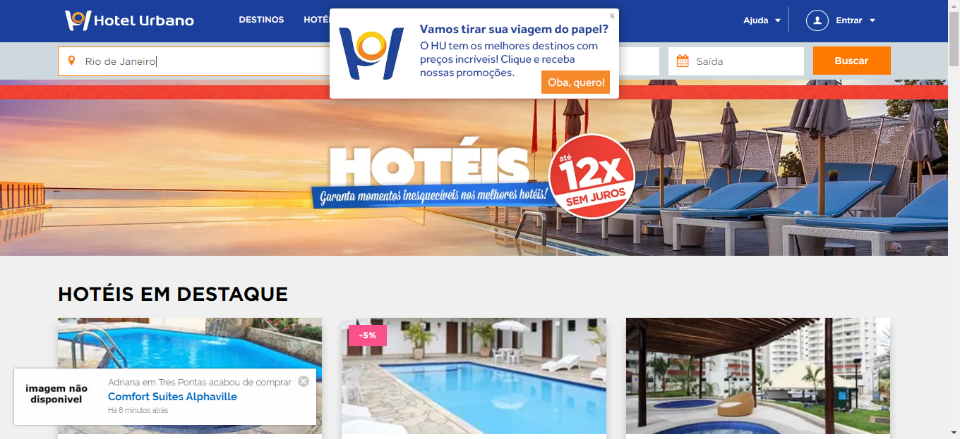 Hotel Urbano
DESTINOS
Ajuda
Entrar
x
Vamos tirar sua viagem do papel?
O HU tem os melhores destinos com
preços incríveis! Clique e receba
nossas promoções.
Oba, quero!
Rio de Janeiro
Saída
Buscar
HOTÉIS
Garanta momentos inesquecíveis nos melhores hotéis!
até
12x
SEM JUROS
HOTÉIS EM DESTAQUE
-5%
imagem não
disponivel
Adriana em Tres Pontas acabou de comprar
Comfort Suites Alphaville
Há 8 minutos atrás